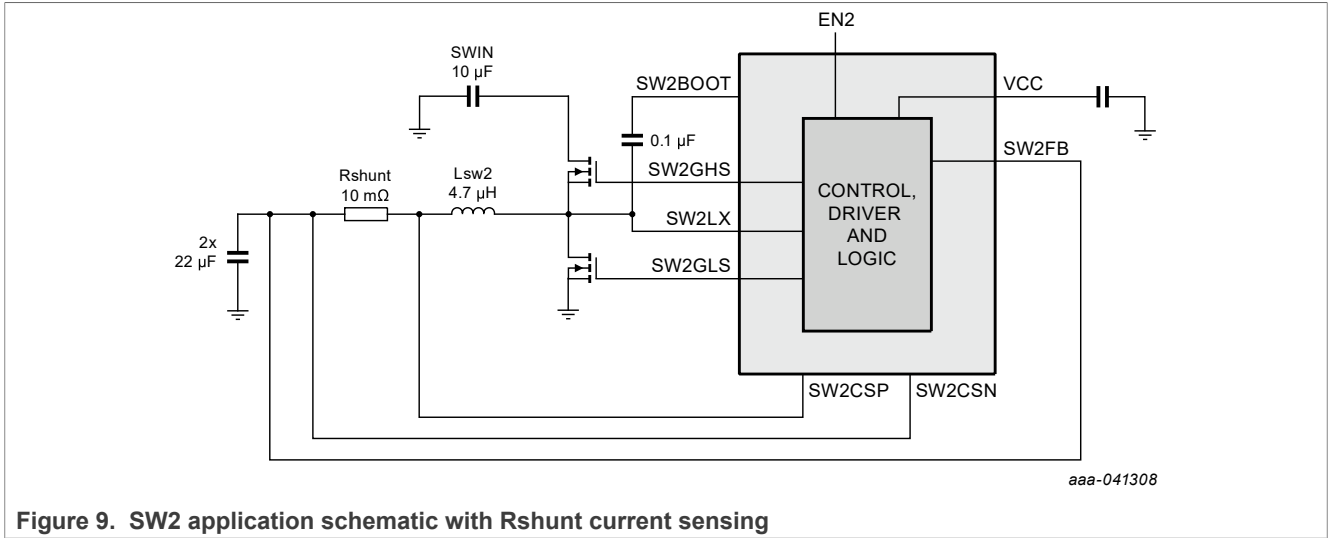 EN2
SWIN
10 µF
SW2BOOT
VCC
0.1 µF
SW2FB
SW2GHS
Rshunt
10 mΩ
Lsw2
4.7 µH
CONTROL,
DRIVER
AND
LOGIC
SW2LX
2x
22 µF
SW2GLS
SW2CSP
SW2CSN
aaa-041308
Figure 9. SW2 application schematic with Rshunt current sensing